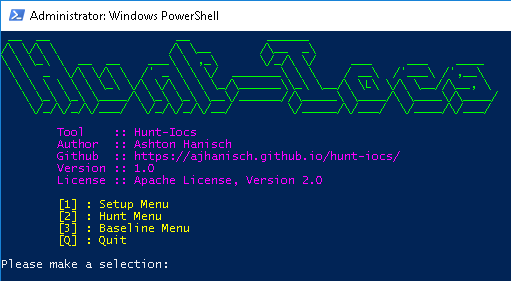 Administrator: Windows PowerShell
Hunt-Iocs
Tool :: Hunt-Iocs
Author :: Ashton Hanisch
Github :: https://ajhanisch.github.io/hunt-iocs/
Version :: 1.0
License :: Apache License, Version 2.0
[1] : Setup Menu
[2] : Hunt Menu
[3] : Baseline Menu
[Q] : Quit
Please make a selection: